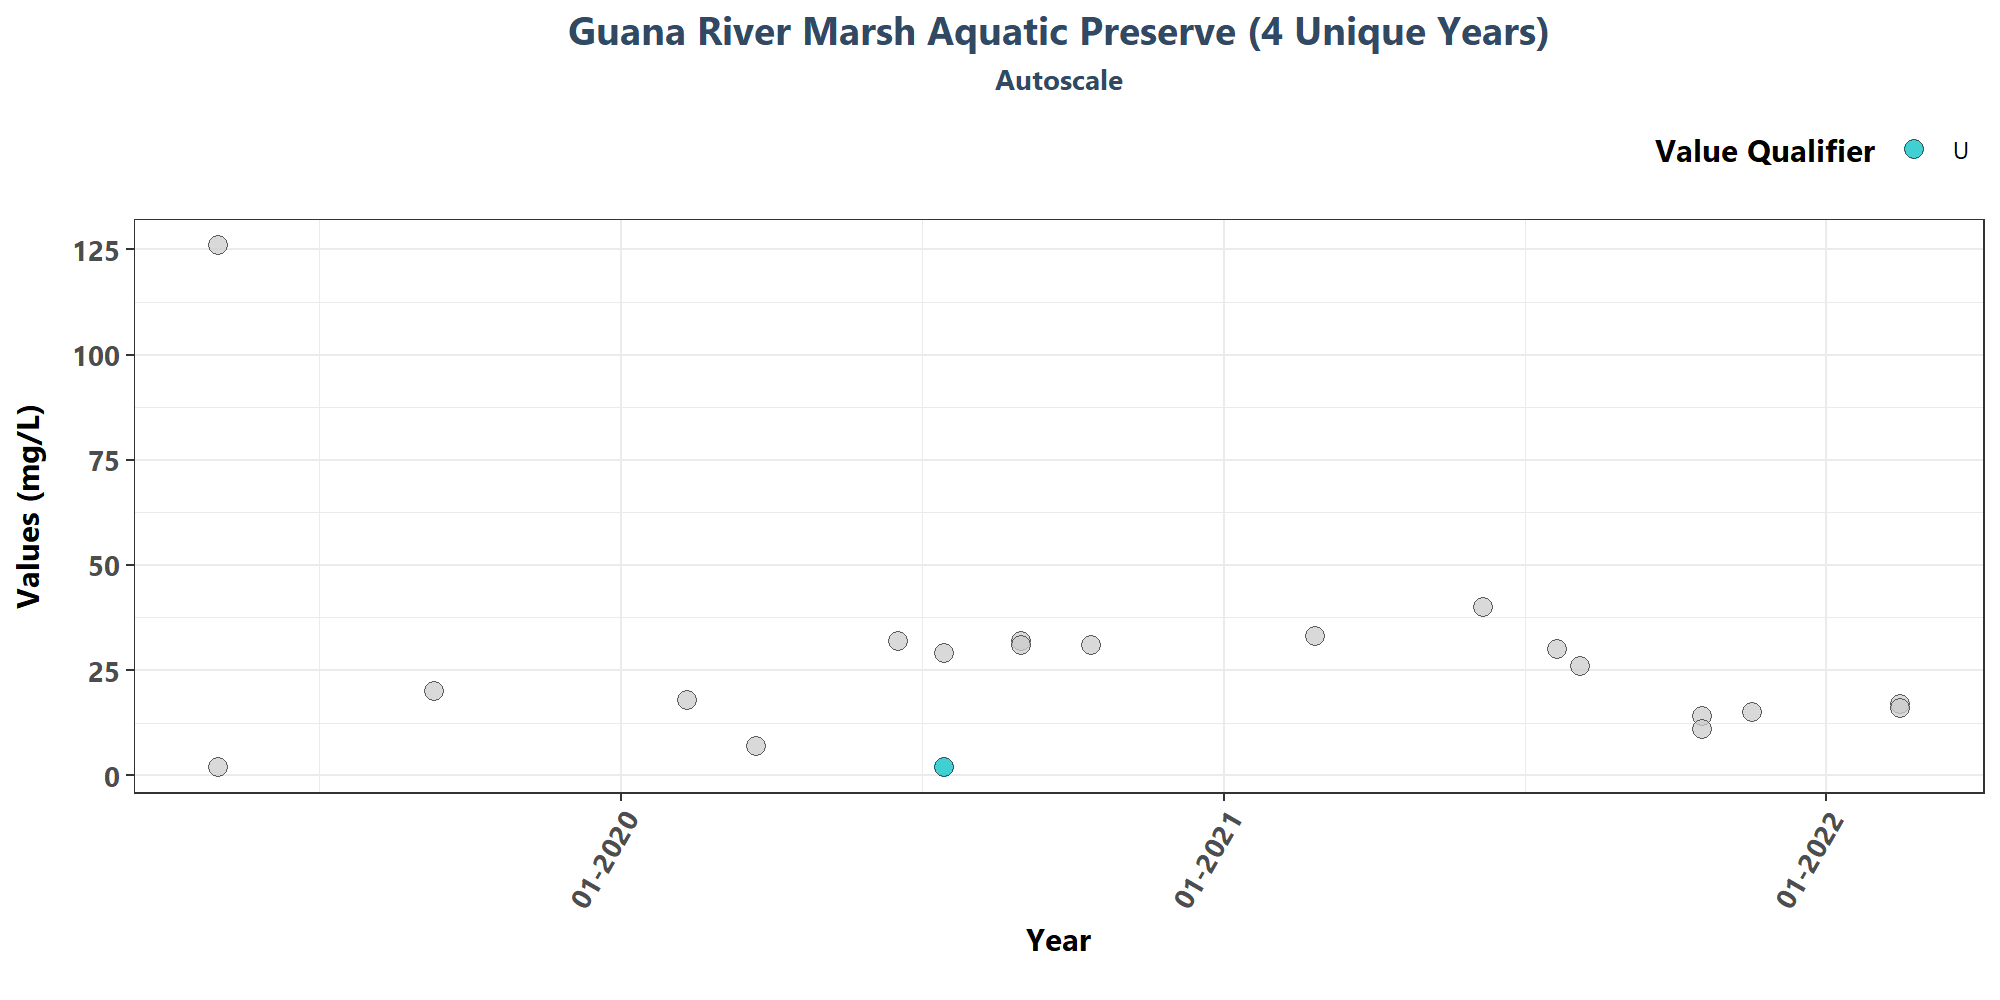 Guana River Marsh Aquatic Preserve (4 Unique Years)
Autoscale
Value Qualifier U
125
100
75
50
25
0
Values (mg/L)
01-2020
01-2021
01-2022
Year